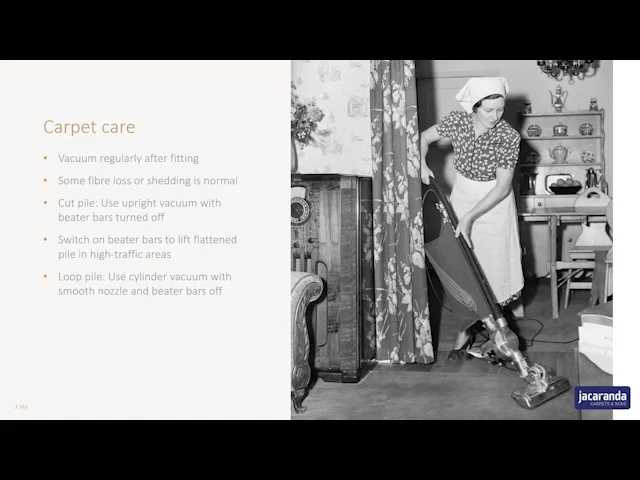 Carpet care
• Vacuum regularly after fitting
• Some fibre loss or shedding is normal
• Cut pile: Use upright vacuum with
beater bars turned off
• Switch on beater bars to lift flattened
pile in high-traffic areas
• Loop pile: Use cylinder vacuum with
smooth nozzle and beater bars off
jacaranda
CARPETS & RUGS